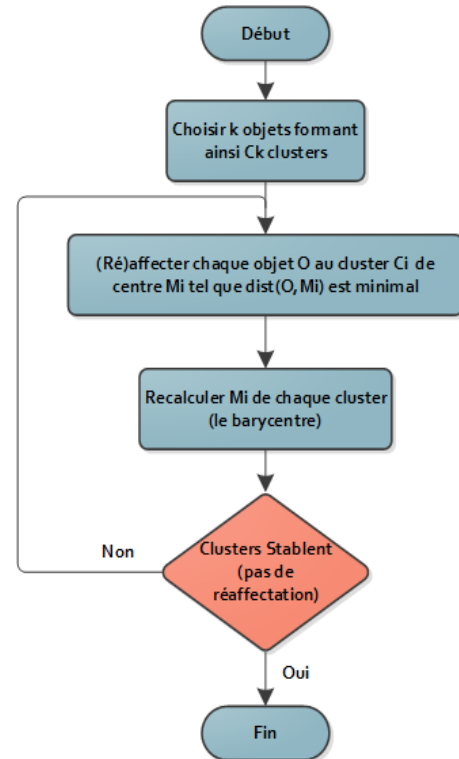 Début
Choisir k objets formant
ainsi Ck clusters
(Ré)affecter chaque objet O au cluster Ci de
centre Mi tel que dist(O,Mi) est minimal
Recalculer Mi de chaque cluster
(le barycentre)
Clusters Stablent
(pas de
réaffectation)
Non
Oui
Fin